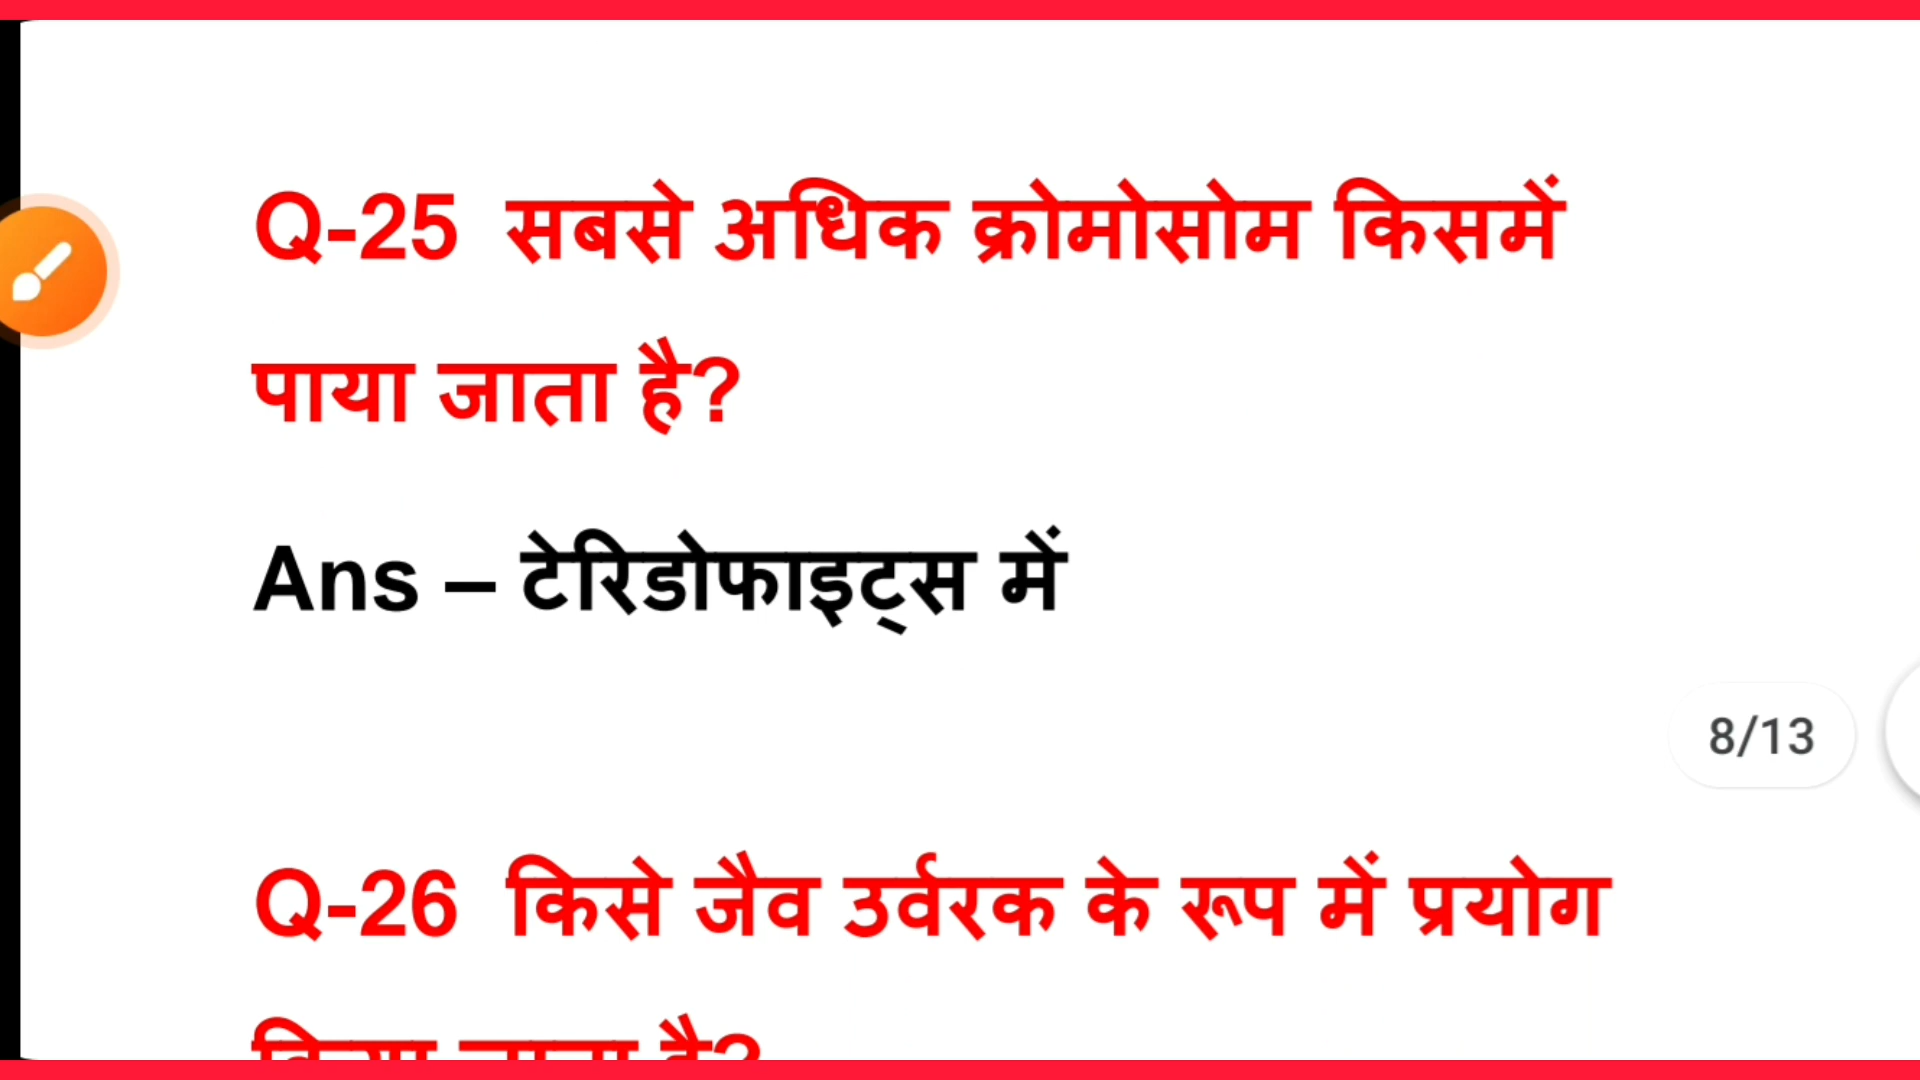 Q-25 सबसे अधिक क्रोमोसोम किसमें
पाया जाता है?
Ans – टेरिडोफाइट्स में
8/13
Q-26 किसे जैव उर्वरक के रूप में प्रयोग
किया जाता है?